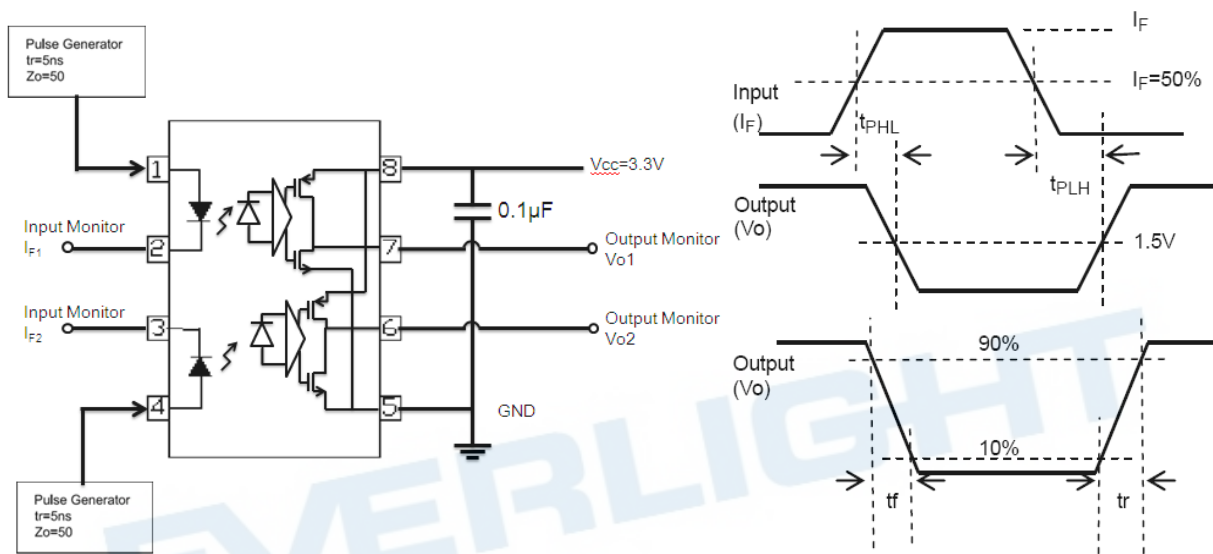 Pulse Generator
tr=5ns
Zo=50
1
8
Vcc=3.3V
0.1µF
Input Monitor
IF1
2
7
Output Monitor
Vo1
Input Monitor
IF2
3
6
Output Monitor
Vo2
4
5
GND
Pulse Generator
tr=5ns
Zo=50
IF
IF=50%
Input
(IF)
tPHL
tPLH
Output
(Vo)
1.5V
Output
(Vo)
90%
10%
tf
tr
EVERLIGHT